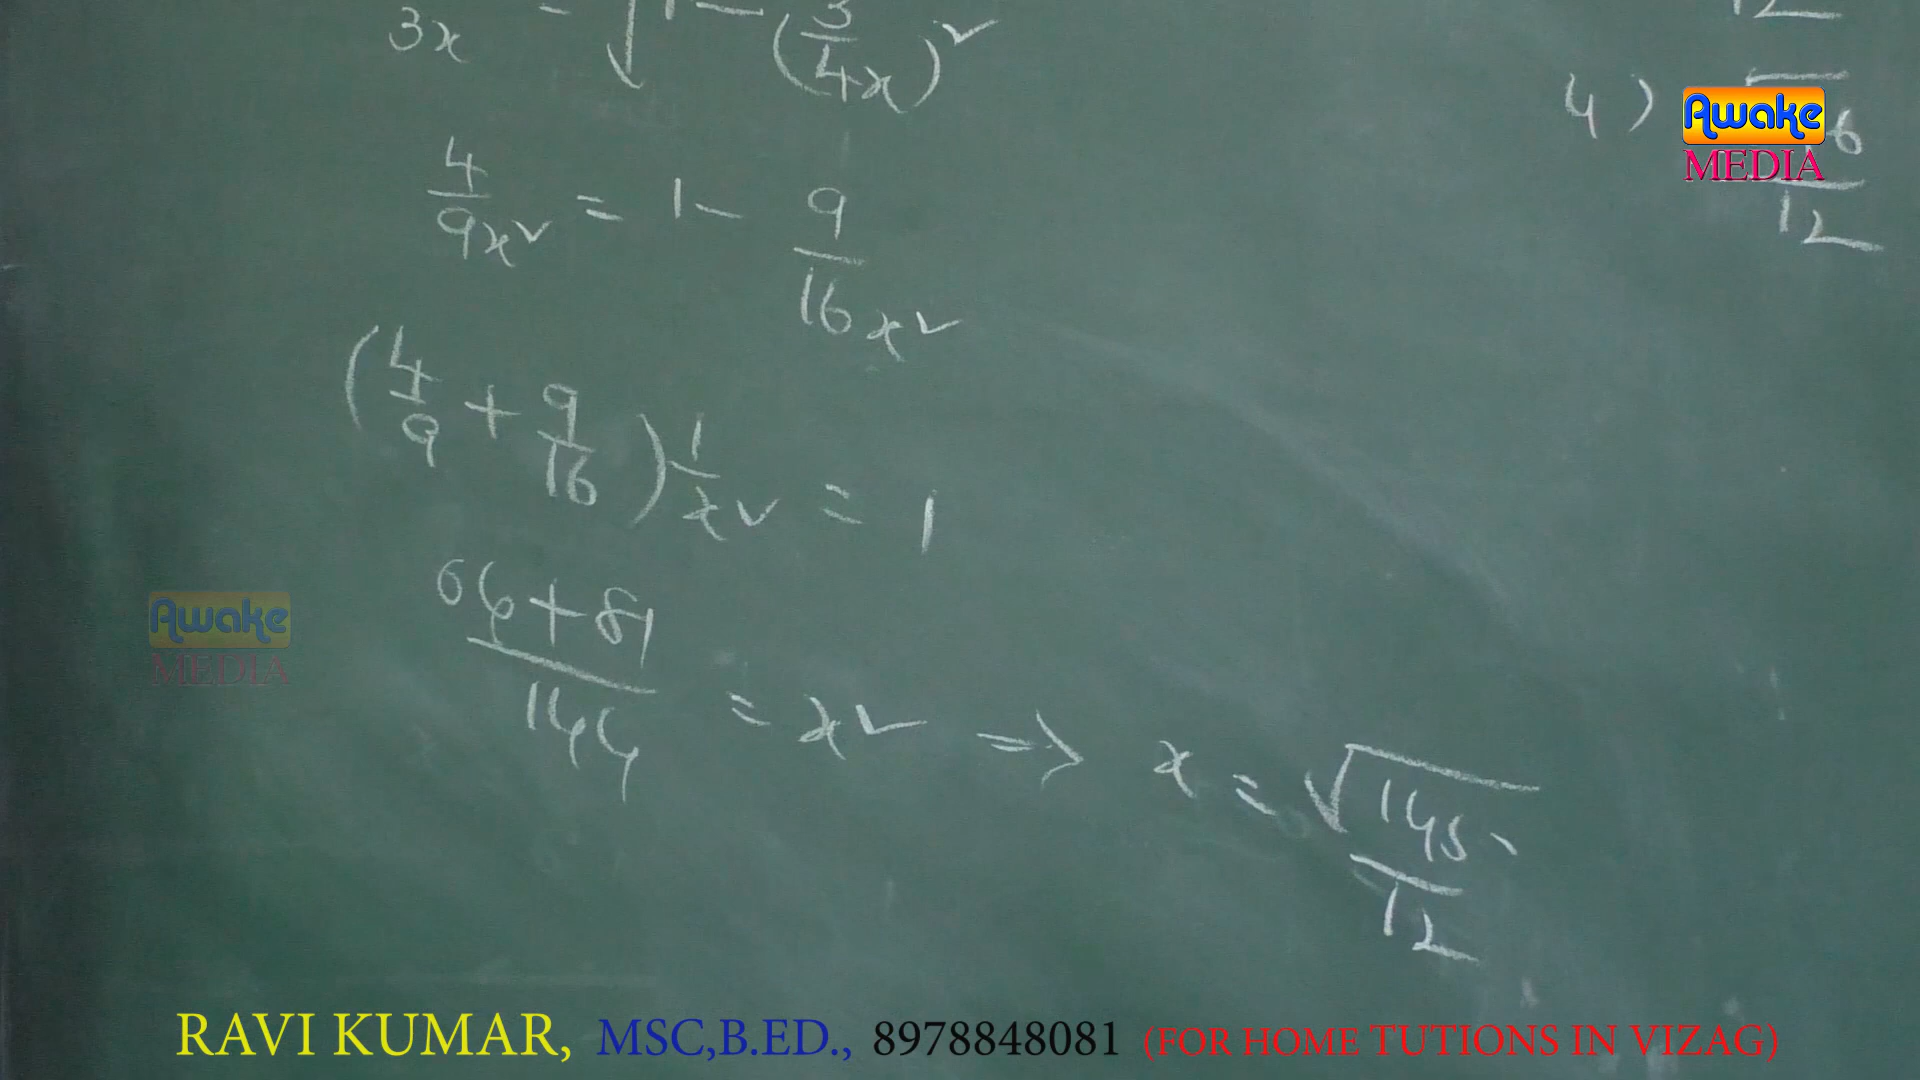 3x = √1 - (3/4x)²
12
4) 6/12
4/9x² = 1 - 9/16x²
(4/9 + 9/16) 1/x² = 1
64 + 81/144 = x² ⇒ x = √145/12
Awake
MEDIA
Awake
MEDIA
RAVI KUMAR, MSC,B.ED., 8978848081 (FOR HOME TUTIONS IN VIZAG)